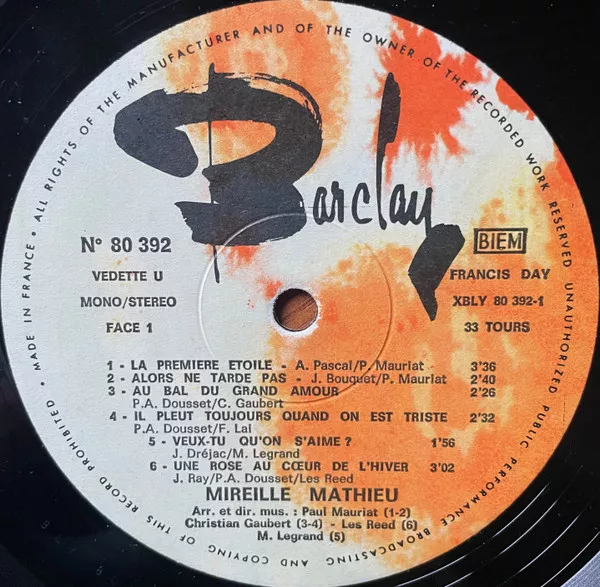 ALL RIGHTS OF THE MANUFACTURER AND OF THE OWNER OF THE RECORDED WORK RESERVED UNAUTHORIZED PUBLIC PERFORMANCE BROADCASTING AND COPYING OF THIS RECORD PROHIBITED • MADE IN FRANCE •
Barclay
N° 80 392
BIEM
VEDETTE U
FRANCIS DAY
MONO/STEREO
XBLY 80 392-1
FACE 1
33 TOURS
1 - LA PREMIERE ETOILE - A. Pascal/P. Mauriat 3'36
2 - ALORS NE TARDE PAS - J. Bouquet/P. Mauriat 2'40
3 - AU BAL DU GRAND AMOUR 2'26
P.A. Dousset/C. Gaubert
4 - IL PLEUT TOUJOURS QUAND ON EST TRISTE 2'32
P.A. Dousset/F. Lai
5 - VEUX-TU QU'ON S'AIME ? 1'56
J. Dréjac/M. Legrand
6 - UNE ROSE AU CŒUR DE L'HIVER 3'02
J. Ray/P.A. Dousset/Les Reed
MIREILLE MATHIEU
Arr. et dir. mus. : Paul Mauriat (1-2)
Christian Gaubert (3-4) - Les Reed (6)
M. Legrand (5)